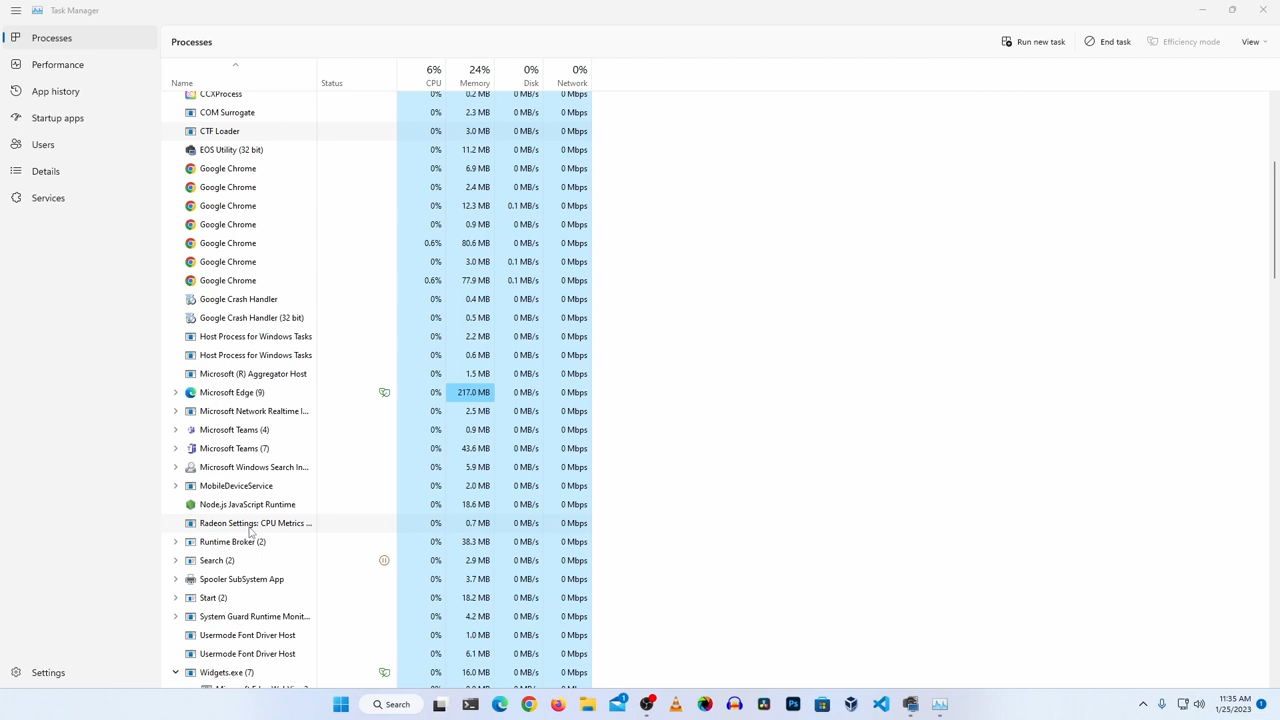 Task Manager
Processes
Performance
App history
Startup apps
Users
Details
Services
Settings
Processes
Run new task
End task
Efficiency mode
View
6% 24% 0% 0%
Name Status CPU Memory Disk Network
CCXProcess 0% 0.2 MB 0 MB/s 0 Mbps
COM Surrogate 0% 2.3 MB 0 MB/s 0 Mbps
CTF Loader 0% 3.0 MB 0 MB/s 0 Mbps
EOS Utility (32 bit) 0% 11.2 MB 0 MB/s 0 Mbps
Google Chrome 0% 6.9 MB 0 MB/s 0 Mbps
Google Chrome 0% 2.4 MB 0 MB/s 0 Mbps
Google Chrome 0% 12.3 MB 0.1 MB/s 0 Mbps
Google Chrome 0% 0.9 MB 0 MB/s 0 Mbps
Google Chrome 0.6% 80.6 MB 0 MB/s 0 Mbps
Google Chrome 0% 3.0 MB 0.1 MB/s 0 Mbps
Google Chrome 0.6% 77.9 MB 0.1 MB/s 0 Mbps
Google Crash Handler 0% 0.4 MB 0 MB/s 0 Mbps
Google Crash Handler (32 bit) 0% 0.5 MB 0 MB/s 0 Mbps
Host Process for Windows Tasks 0% 2.2 MB 0 MB/s 0 Mbps
Host Process for Windows Tasks 0% 0.6 MB 0 MB/s 0 Mbps
Microsoft (R) Aggregator Host 0% 1.5 MB 0 MB/s 0 Mbps
Microsoft Edge (9) 0% 217.0 MB 0 MB/s 0 Mbps
Microsoft Network Realtime I... 0% 2.5 MB 0 MB/s 0 Mbps
Microsoft Teams (4) 0% 0.9 MB 0 MB/s 0 Mbps
Microsoft Teams (7) 0% 43.6 MB 0 MB/s 0 Mbps
Microsoft Windows Search In... 0% 5.9 MB 0 MB/s 0 Mbps
MobileDeviceService 0% 2.0 MB 0 MB/s 0 Mbps
Node.js JavaScript Runtime 0% 18.6 MB 0 MB/s 0 Mbps
Radeon Settings: CPU Metrics ... 0% 0.7 MB 0 MB/s 0 Mbps
Runtime Broker (2) 0% 38.3 MB 0 MB/s 0 Mbps
Search (2) 0% 2.9 MB 0 MB/s 0 Mbps
Spooler SubSystem App 0% 3.7 MB 0 MB/s 0 Mbps
Start (2) 0% 18.2 MB 0 MB/s 0 Mbps
System Guard Runtime Monit... 0% 4.2 MB 0 MB/s 0 Mbps
Usermode Font Driver Host 0% 1.0 MB 0 MB/s 0 Mbps
Usermode Font Driver Host 0% 6.1 MB 0 MB/s 0 Mbps
Widgets.exe (7) 0% 16.0 MB 0 MB/s 0 Mbps
Search
Ps
1
11:35 AM
1/25/2023
1